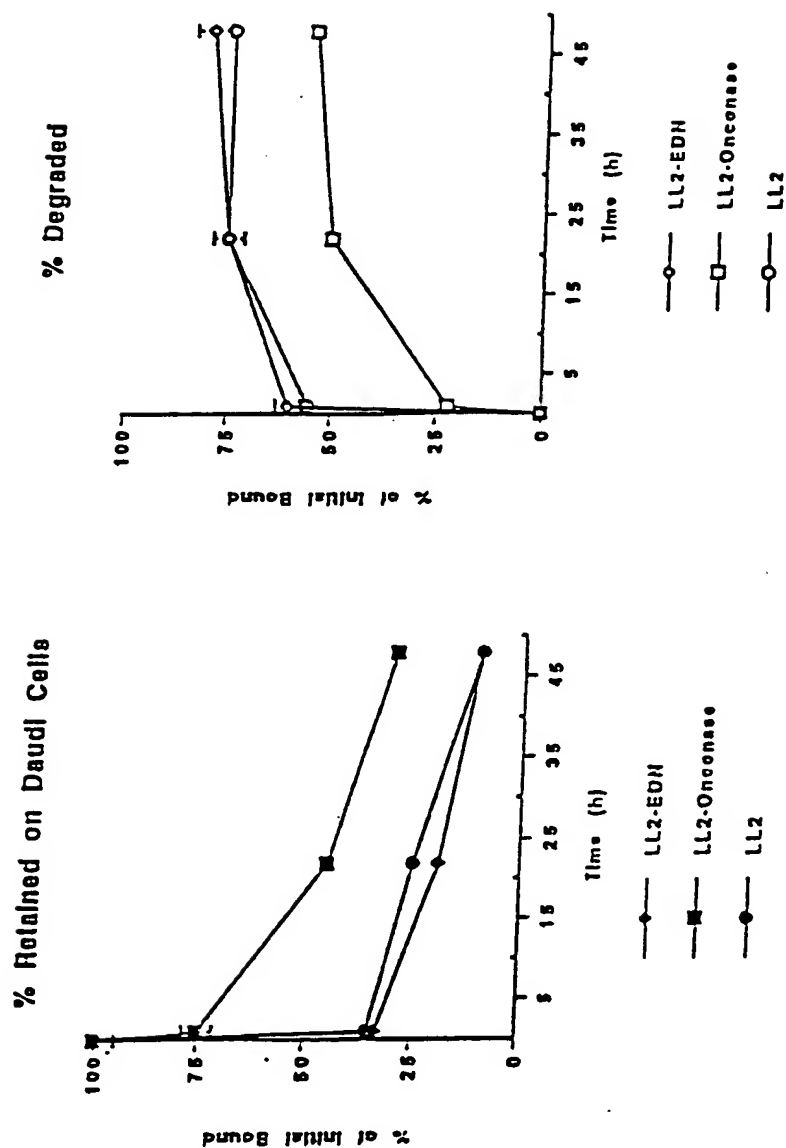 % Retained on Daudi Cells
% of Initial Bound
100
75
50
25
0
5
15
25
35
45
Time (h)
LL2-EDN
LL2-Onconase
LL2
% Degraded
% of Initial Bound
100
75
50
25
0
5
15
25
35
45
Time (h)
LL2-EDN
LL2-Onconase
LL2